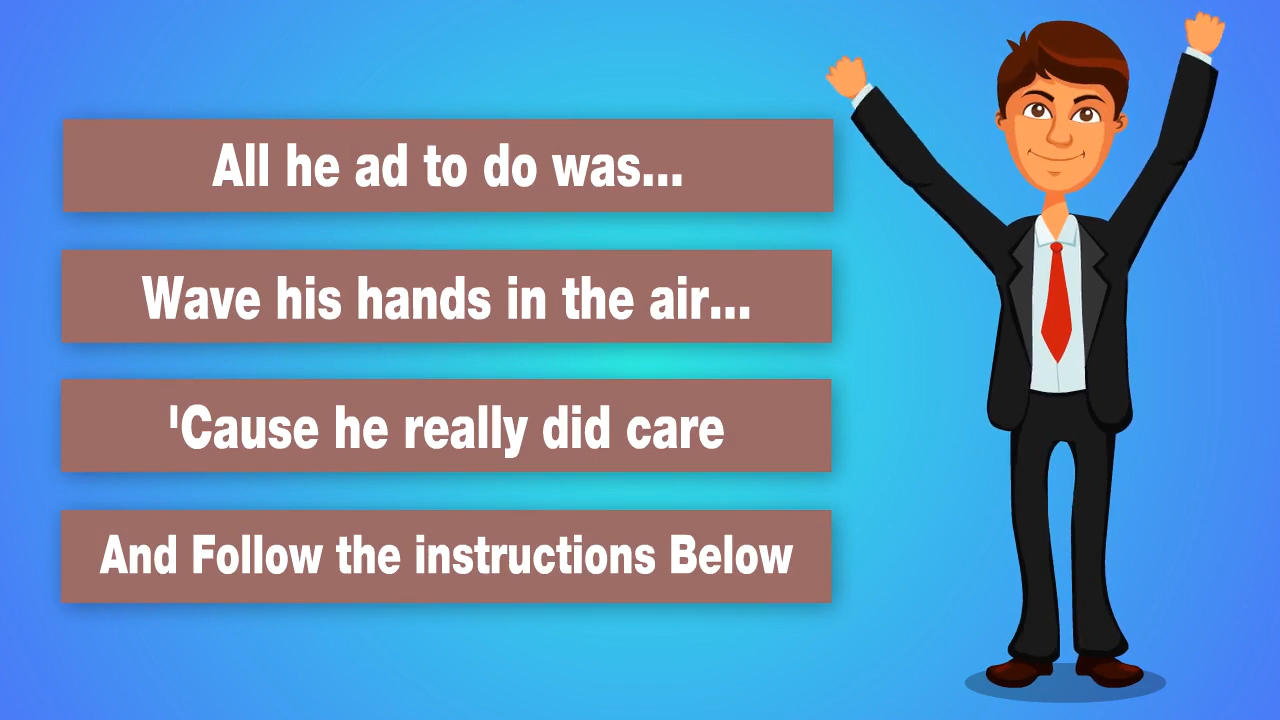 All he ad to do was...
Wave his hands in the air...
'Cause he really did care
And Follow the instructions Below